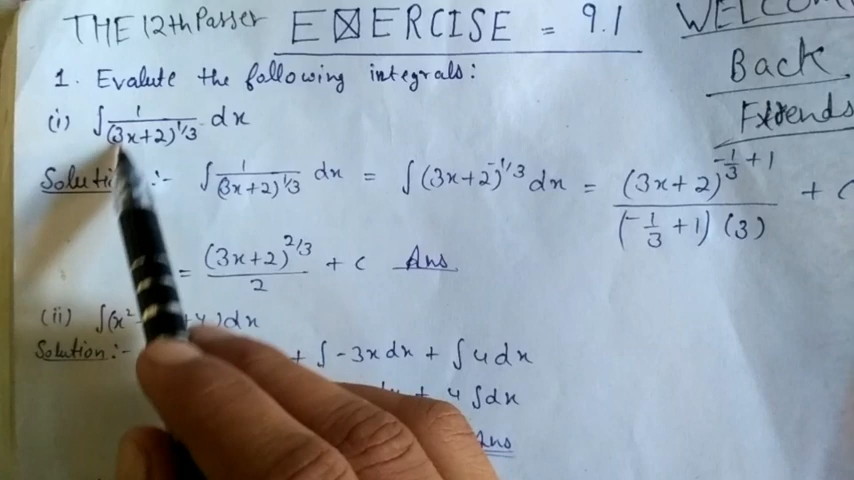 THE 12th Passer EXERCISE = 9.1
WELCOM
Back
1. Evalute the following integrals:
(i) ∫ 1/(3x+2)^1/3 dx
Solution :- ∫ 1/(3x+2)^1/3 dx = ∫ (3x+2)^-1/3 dx = (3x+2)^(-1/3 + 1) / (-1/3 + 1) (3) + C
= (3x+2)^2/3 / 2 + C Ans
(ii) ∫(x² +4)dx
Solution :- + ∫ -3x dx + ∫ 4 dx
+ 4 ∫dx
Ans